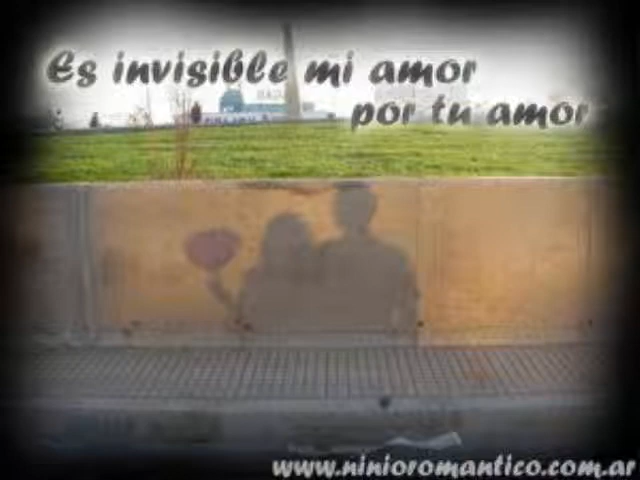 Es invisible mi amor
por tu amor
www.ninioromantico.com.ar